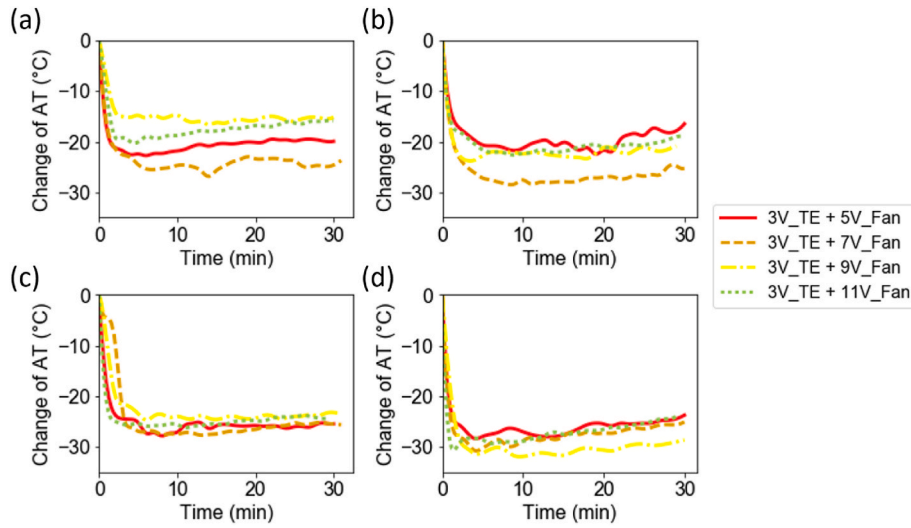 (a)
Change of AT (°C)
0
−10
−20
−30
0
10
20
30
Time (min)
(b)
Change of AT (°C)
0
−10
−20
−30
0
10
20
30
Time (min)
3V_TE + 5V_Fan
3V_TE + 7V_Fan
3V_TE + 9V_Fan
3V_TE + 11V_Fan
(c)
Change of AT (°C)
0
−10
−20
−30
0
10
20
30
Time (min)
(d)
Change of AT (°C)
0
−10
−20
−30
0
10
20
30
Time (min)